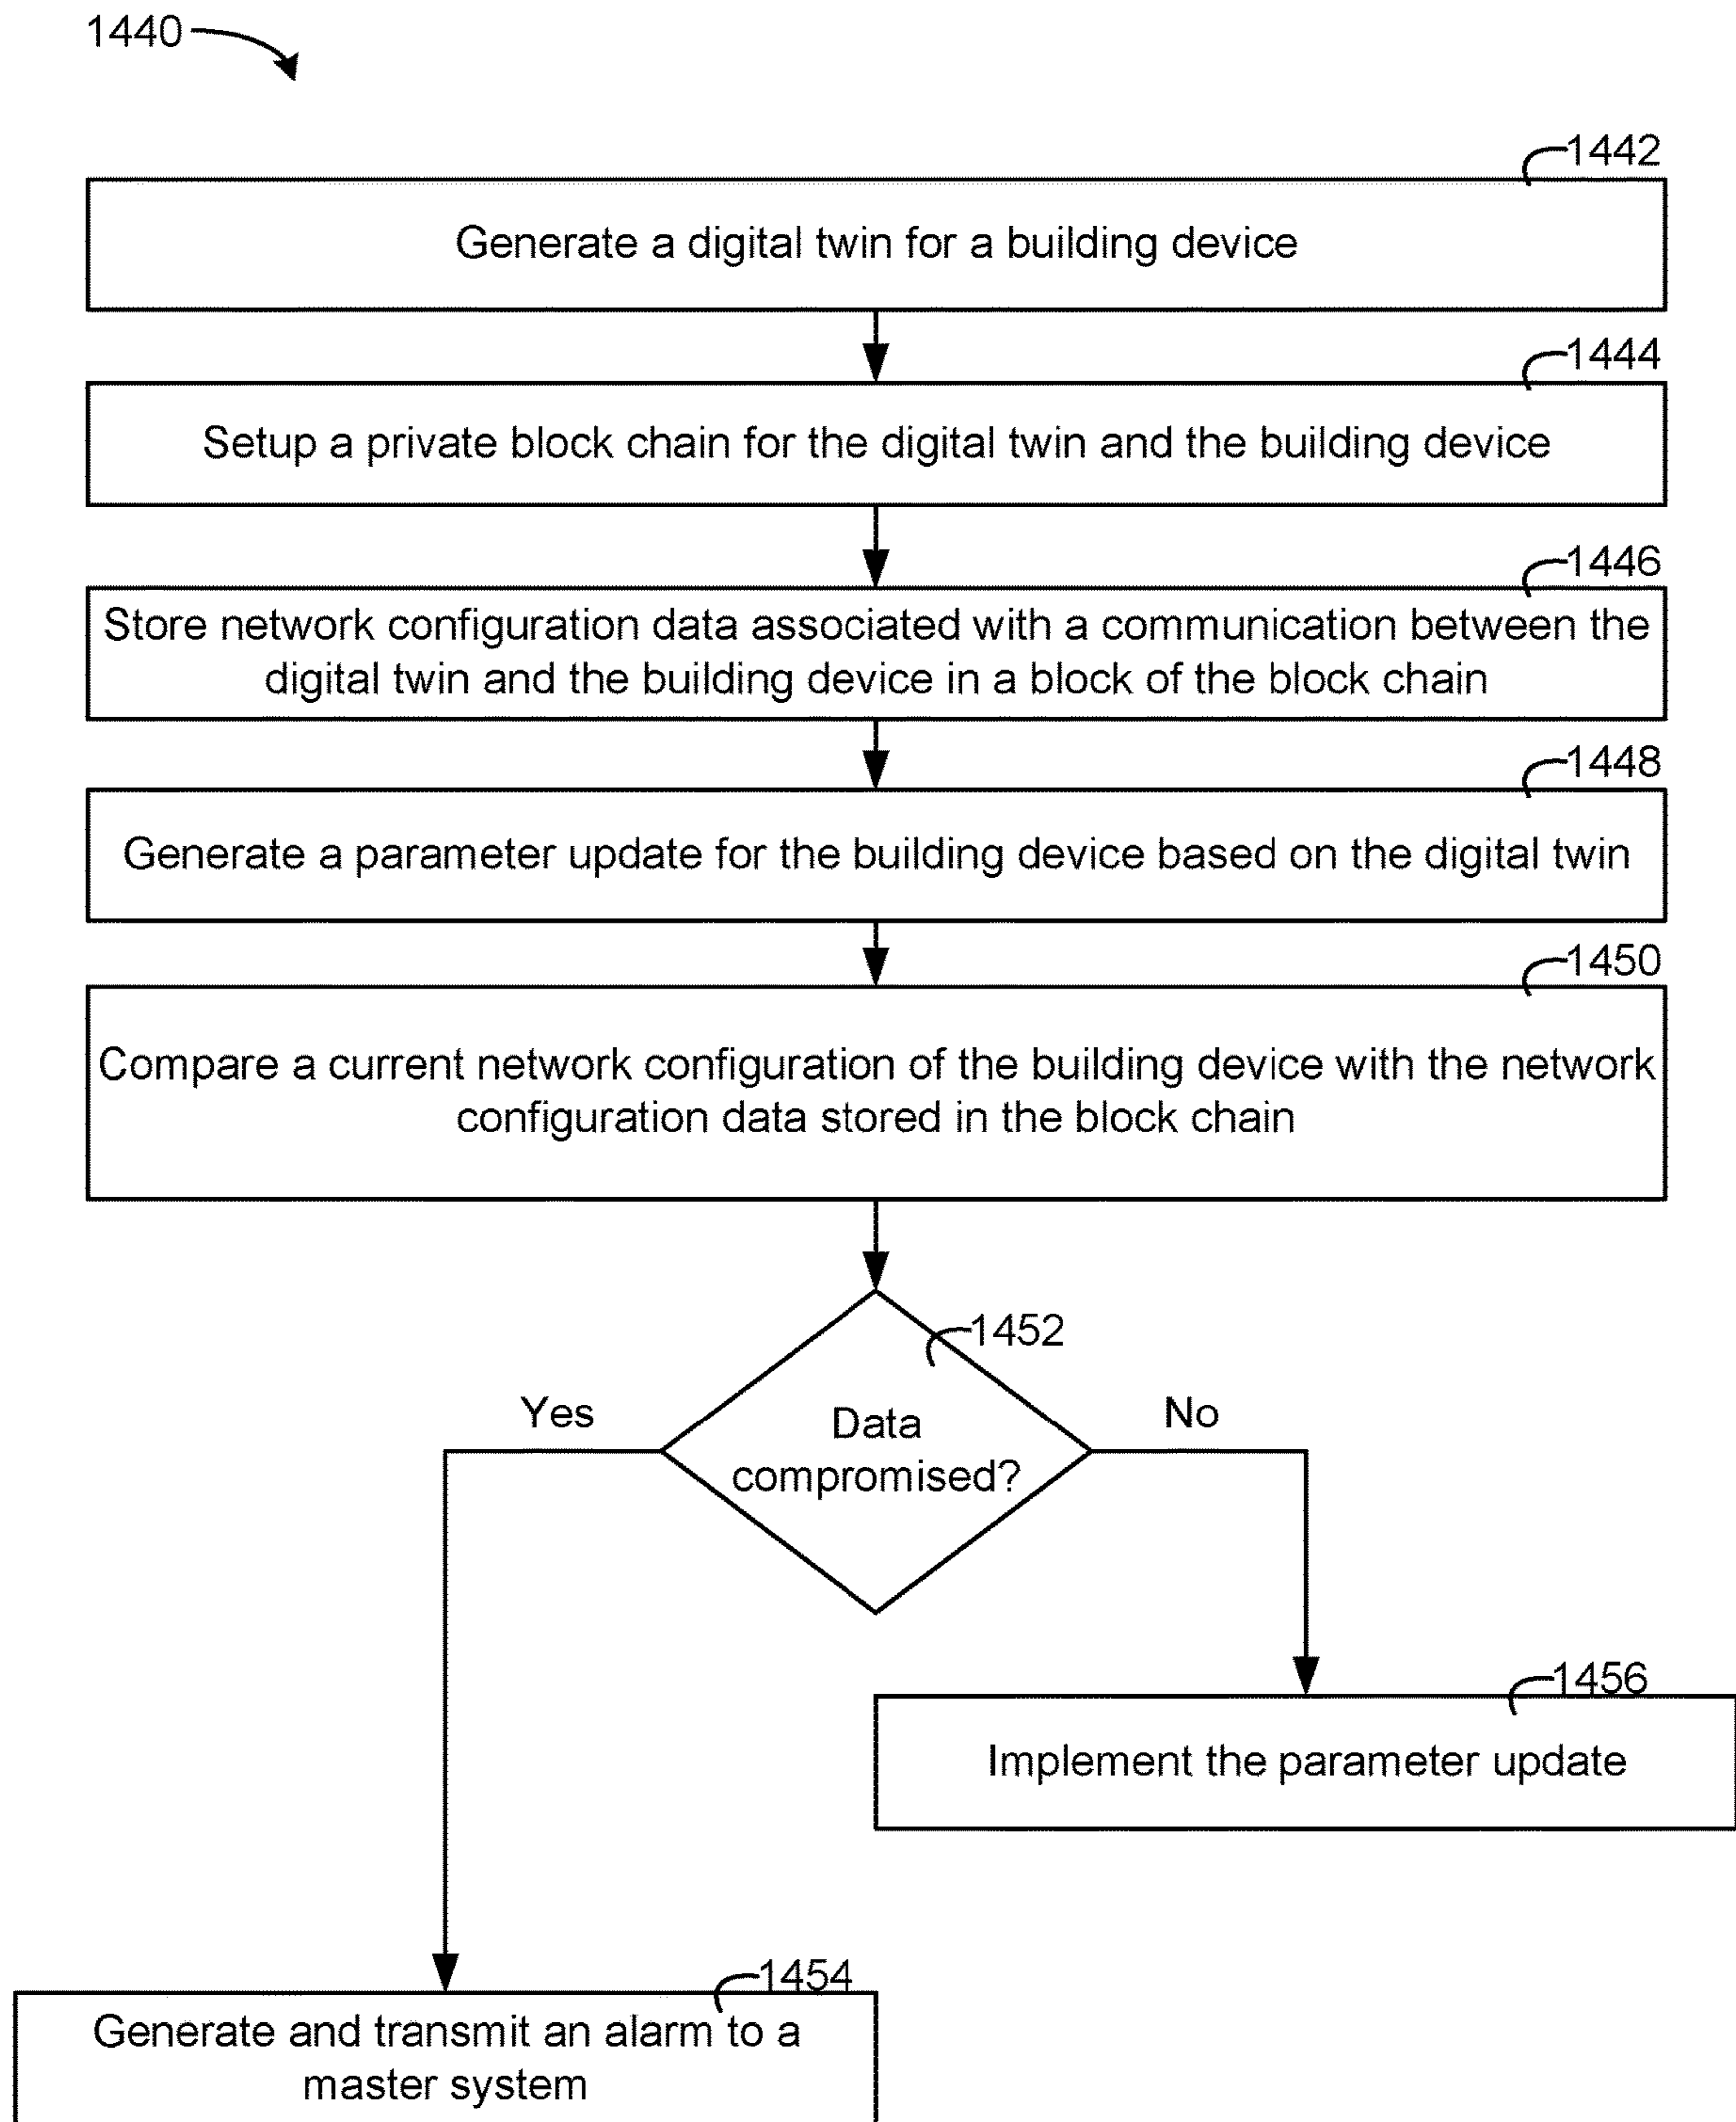 1440
1442
Generate a digital twin for a building device
1444
Setup a private block chain for the digital twin and the building device
1446
Store network configuration data associated with a communication between the
digital twin and the building device in a block of the block chain
1448
Generate a parameter update for the building device based on the digital twin
1450
Compare a current network configuration of the building device with the network
configuration data stored in the block chain
1452
Yes
No
Data
compromised?
1456
Implement the parameter update
1454
Generate and transmit an alarm to a
master system